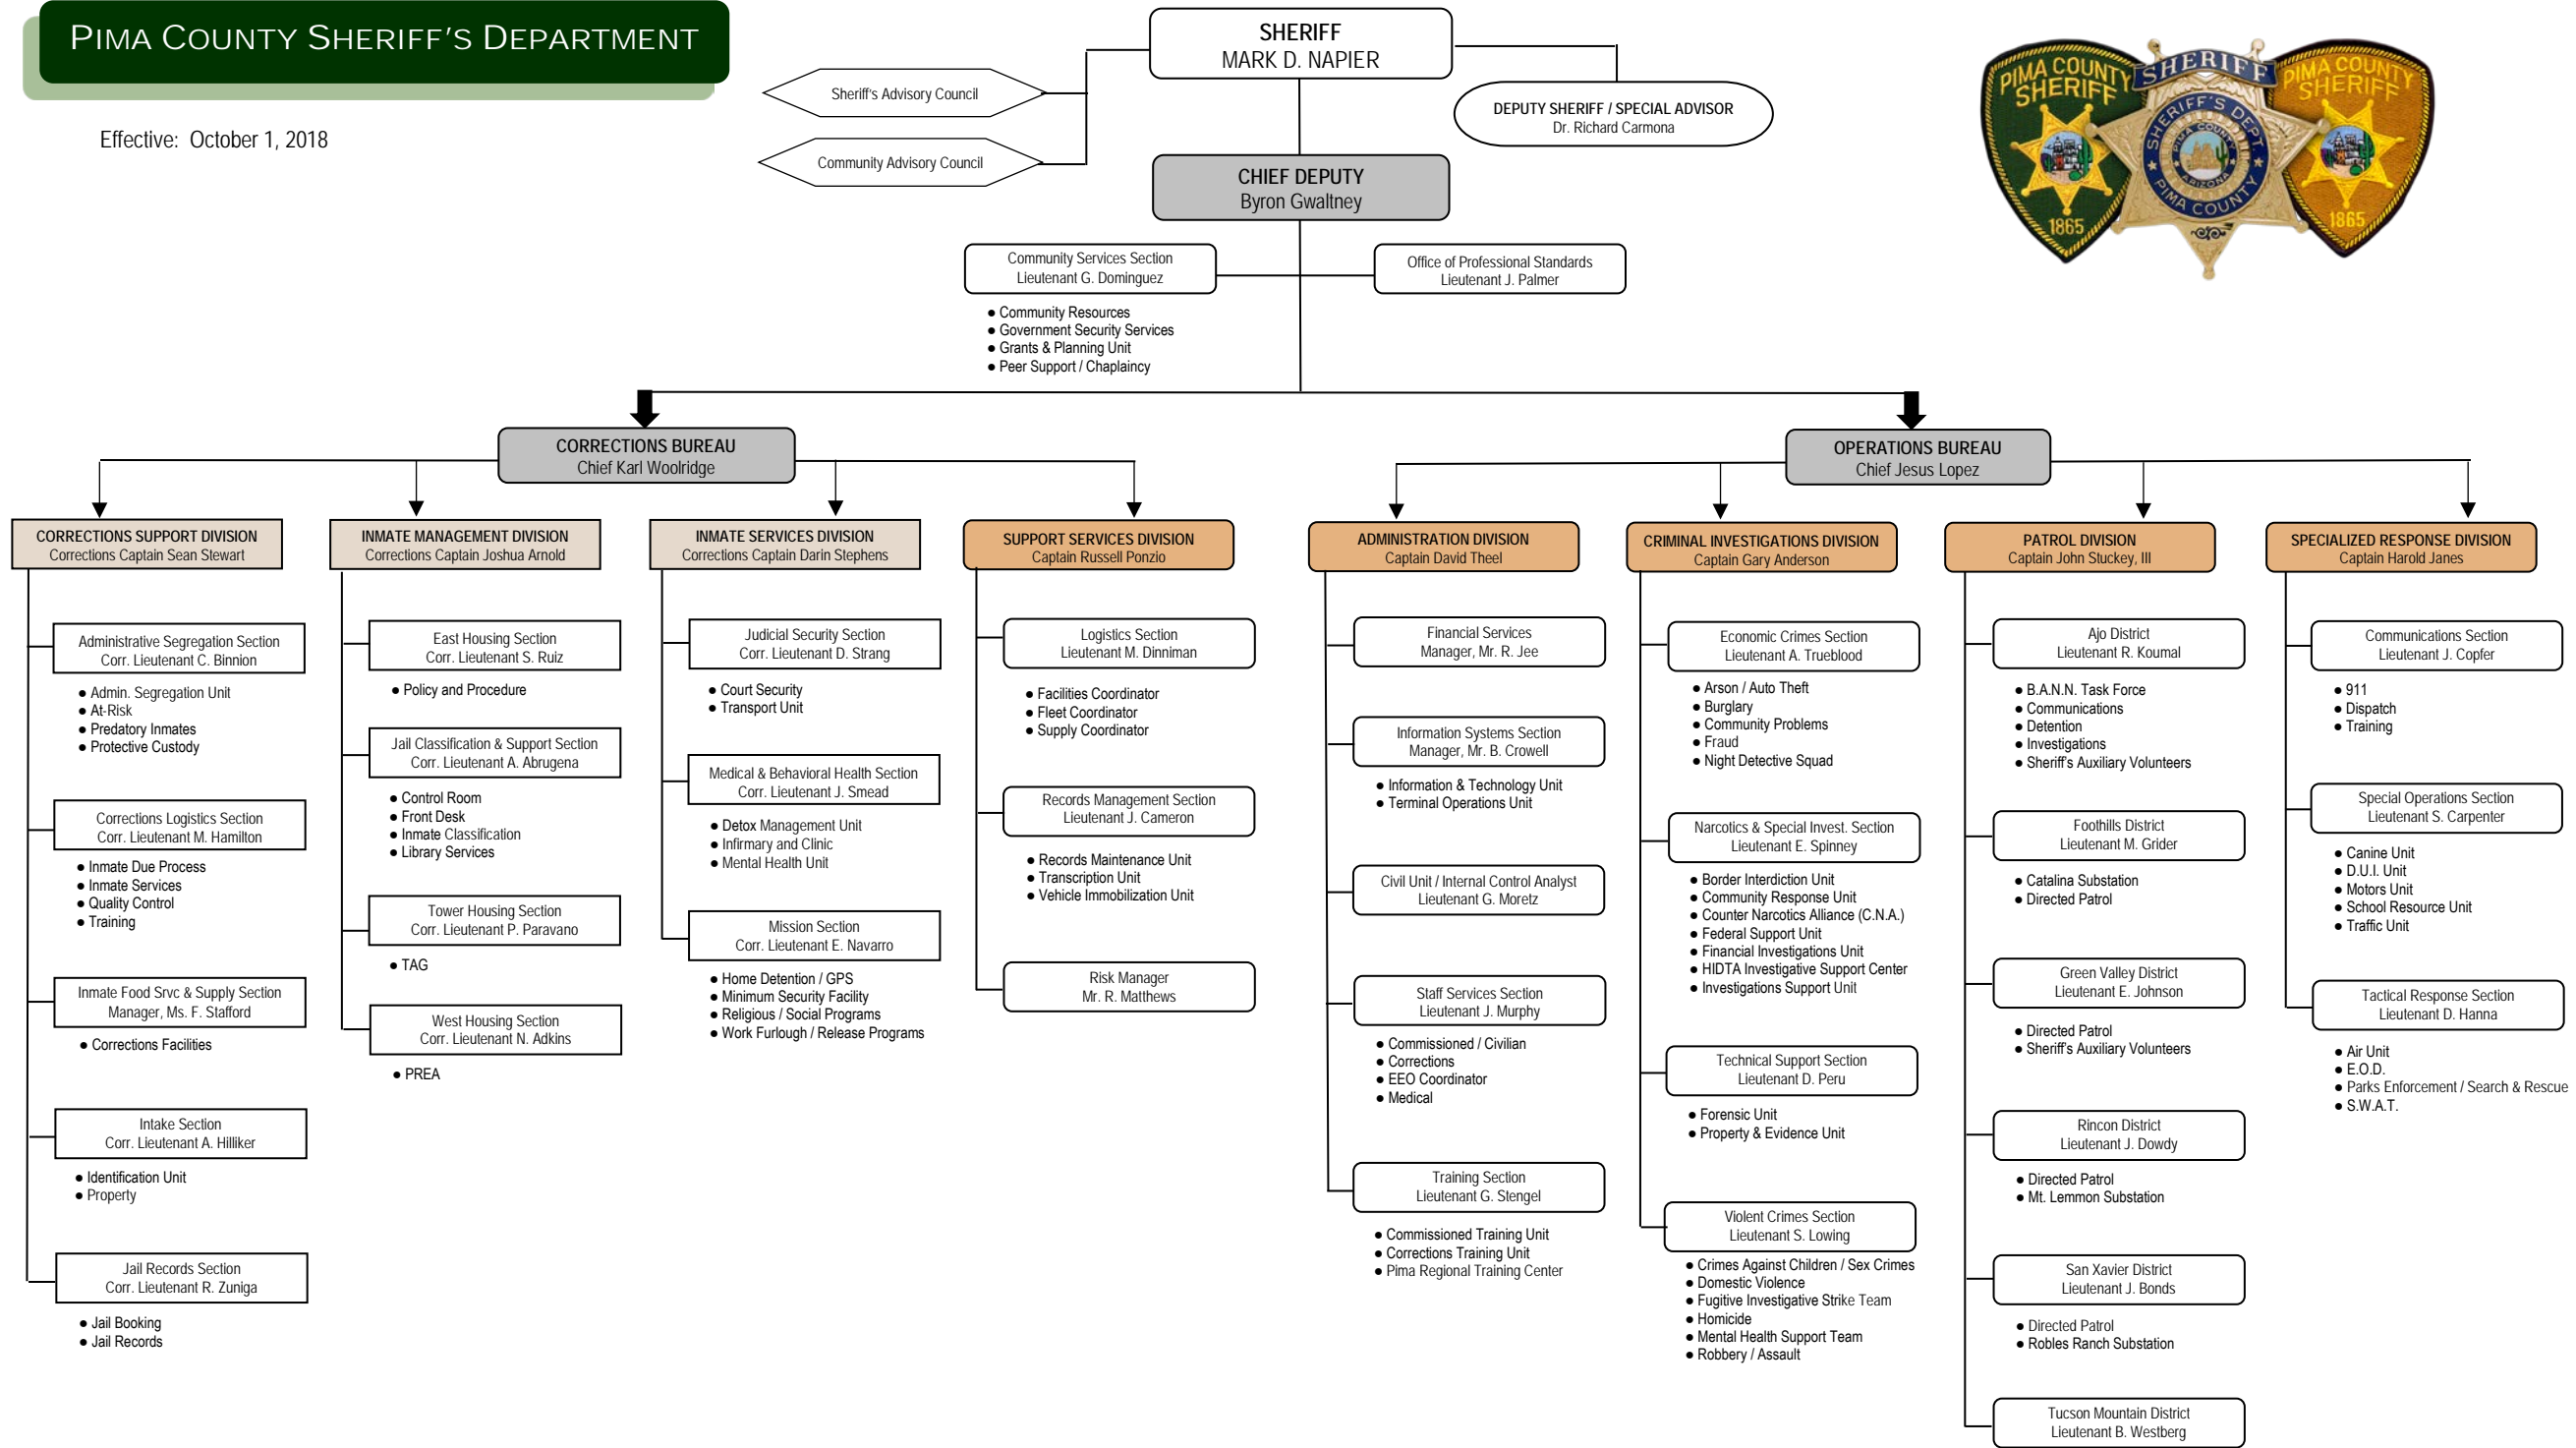 PIMA COUNTY SHERIFF'S DEPARTMENT
Effective: October 1, 2018
SHERIFF
MARK D. NAPIER
Sheriff's Advisory Council
Community Advisory Council
DEPUTY SHERIFF / SPECIAL ADVISOR
Dr. Richard Carmona
PIMA COUNTY
SHERIFF
1865
SHERIFF
SHERIFF'S DEPT.
PIMA COUNTY
ARIZONA
PIMA COUNTY
PIMA COUNTY
SHERIFF
1865
CHIEF DEPUTY
Byron Gwaltney
Community Services Section
Lieutenant G. Dominguez
● Community Resources
● Government Security Services
● Grants & Planning Unit
● Peer Support / Chaplaincy
Office of Professional Standards
Lieutenant J. Palmer
CORRECTIONS BUREAU
Chief Karl Woolridge
OPERATIONS BUREAU
Chief Jesus Lopez
CORRECTIONS SUPPORT DIVISION
Corrections Captain Sean Stewart
Administrative Segregation Section
Corr. Lieutenant C. Binnion
● Admin. Segregation Unit
● At-Risk
● Predatory Inmates
● Protective Custody
Corrections Logistics Section
Corr. Lieutenant M. Hamilton
● Inmate Due Process
● Inmate Services
● Quality Control
● Training
Inmate Food Srvc & Supply Section
Manager, Ms. F. Stafford
● Corrections Facilities
Intake Section
Corr. Lieutenant A. Hilliker
● Identification Unit
● Property
Jail Records Section
Corr. Lieutenant R. Zuniga
● Jail Booking
● Jail Records
INMATE MANAGEMENT DIVISION
Corrections Captain Joshua Arnold
East Housing Section
Corr. Lieutenant S. Ruiz
● Policy and Procedure
Jail Classification & Support Section
Corr. Lieutenant A. Abrugena
● Control Room
● Front Desk
● Inmate Classification
● Library Services
Tower Housing Section
Corr. Lieutenant P. Paravano
● TAG
West Housing Section
Corr. Lieutenant N. Adkins
● PREA
INMATE SERVICES DIVISION
Corrections Captain Darin Stephens
Judicial Security Section
Corr. Lieutenant D. Strang
● Court Security
● Transport Unit
Medical & Behavioral Health Section
Corr. Lieutenant J. Smead
● Detox Management Unit
● Infirmary and Clinic
● Mental Health Unit
Mission Section
Corr. Lieutenant E. Navarro
● Home Detention / GPS
● Minimum Security Facility
● Religious / Social Programs
● Work Furlough / Release Programs
SUPPORT SERVICES DIVISION
Captain Russell Ponzio
Logistics Section
Lieutenant M. Dinniman
● Facilities Coordinator
● Fleet Coordinator
● Supply Coordinator
Records Management Section
Lieutenant J. Cameron
● Records Maintenance Unit
● Transcription Unit
● Vehicle Immobilization Unit
Risk Manager
Mr. R. Matthews
ADMINISTRATION DIVISION
Captain David Theel
Financial Services
Manager, Mr. R. Jee
Information Systems Section
Manager, Mr. B. Crowell
● Information & Technology Unit
● Terminal Operations Unit
Civil Unit / Internal Control Analyst
Lieutenant G. Moretz
Staff Services Section
Lieutenant J. Murphy
● Commissioned / Civilian
● Corrections
● EEO Coordinator
● Medical
Training Section
Lieutenant G. Stengel
● Commissioned Training Unit
● Corrections Training Unit
● Pima Regional Training Center
CRIMINAL INVESTIGATIONS DIVISION
Captain Gary Anderson
Economic Crimes Section
Lieutenant A. Trueblood
● Arson / Auto Theft
● Burglary
● Community Problems
● Fraud
● Night Detective Squad
Narcotics & Special Invest. Section
Lieutenant E. Spinney
● Border Interdiction Unit
● Community Response Unit
● Counter Narcotics Alliance (C.N.A.)
● Federal Support Unit
● Financial Investigations Unit
● HIDTA Investigative Support Center
● Investigations Support Unit
Technical Support Section
Lieutenant D. Peru
● Forensic Unit
● Property & Evidence Unit
Violent Crimes Section
Lieutenant S. Lowing
● Crimes Against Children / Sex Crimes
● Domestic Violence
● Fugitive Investigative Strike Team
● Homicide
● Mental Health Support Team
● Robbery / Assault
PATROL DIVISION
Captain John Stuckey, III
Ajo District
Lieutenant R. Koumal
● B.A.N.N. Task Force
● Communications
● Detention
● Investigations
● Sheriff's Auxiliary Volunteers
Foothills District
Lieutenant M. Grider
● Catalina Substation
● Directed Patrol
Green Valley District
Lieutenant E. Johnson
● Directed Patrol
● Sheriff's Auxiliary Volunteers
Rincon District
Lieutenant J. Dowdy
● Directed Patrol
● Mt. Lemmon Substation
San Xavier District
Lieutenant J. Bonds
● Directed Patrol
● Robles Ranch Substation
Tucson Mountain District
Lieutenant B. Westberg
SPECIALIZED RESPONSE DIVISION
Captain Harold Janes
Communications Section
Lieutenant J. Copfer
● 911
● Dispatch
● Training
Special Operations Section
Lieutenant S. Carpenter
● Canine Unit
● D.U.I. Unit
● Motors Unit
● School Resource Unit
● Traffic Unit
Tactical Response Section
Lieutenant D. Hanna
● Air Unit
● E.O.D.
● Parks Enforcement / Search & Rescue
● S.W.A.T.